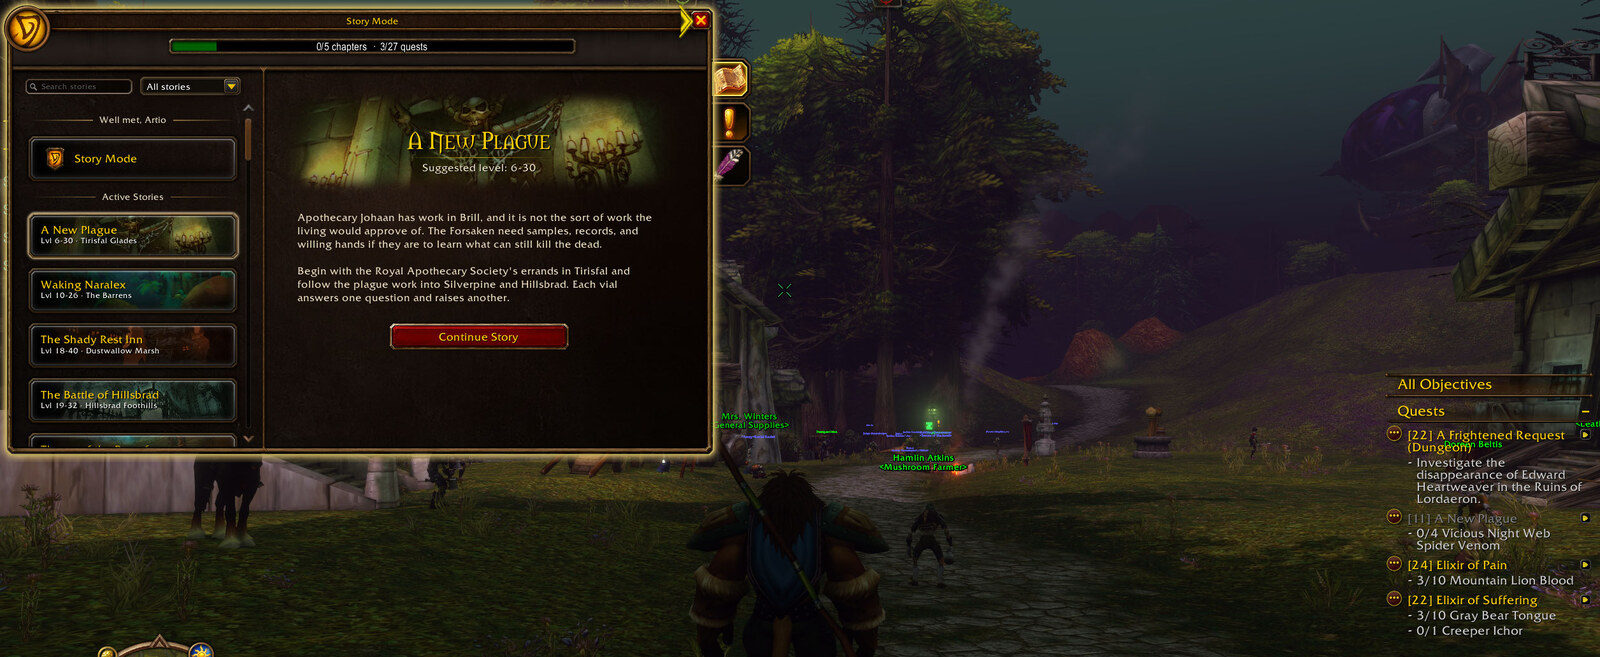 Story Mode
0/5 chapters · 3/27 quests
Search stories
All stories
Well met, Artio
Story Mode
Active Stories
A New Plague
Lvl 6-30 · Tirisfal Glades
Waking Naralex
Lvl 10-26 · The Barrens
The Shady Rest Inn
Lvl 18-40 · Dustwallow Marsh
The Battle of Hillsbrad
Lvl 19-32 · Hillsbrad Foothills
A New Plague
Suggested level: 6-30
Apothecary Johaan has work in Brill, and it is not the sort of work the
living would approve of. The Forsaken need samples, records, and
willing hands if they are to learn what can still kill the dead.
Begin with the Royal Apothecary Society's errands in Tirisfal and
follow the plague work into Silverpine and Hillsbrad. Each vial
answers one question and raises another.
Continue Story
Mrs. Winters
General Supplies>
Hamlin Atkins
<Mushroom Farmer>
All Objectives
Quests
[22] A Frightened Request
(Dungeon)
Doreen Beltis
- Investigate the
disappearance of Edward
Heartweaver in the Ruins of
Lordaeron.
[11] A New Plague
- 0/4 Vicious Night Web
Spider Venom
[24] Elixir of Pain
- 3/10 Mountain Lion Blood
[22] Elixir of Suffering
- 3/10 Gray Bear Tongue
- 0/1 Creeper Ichor